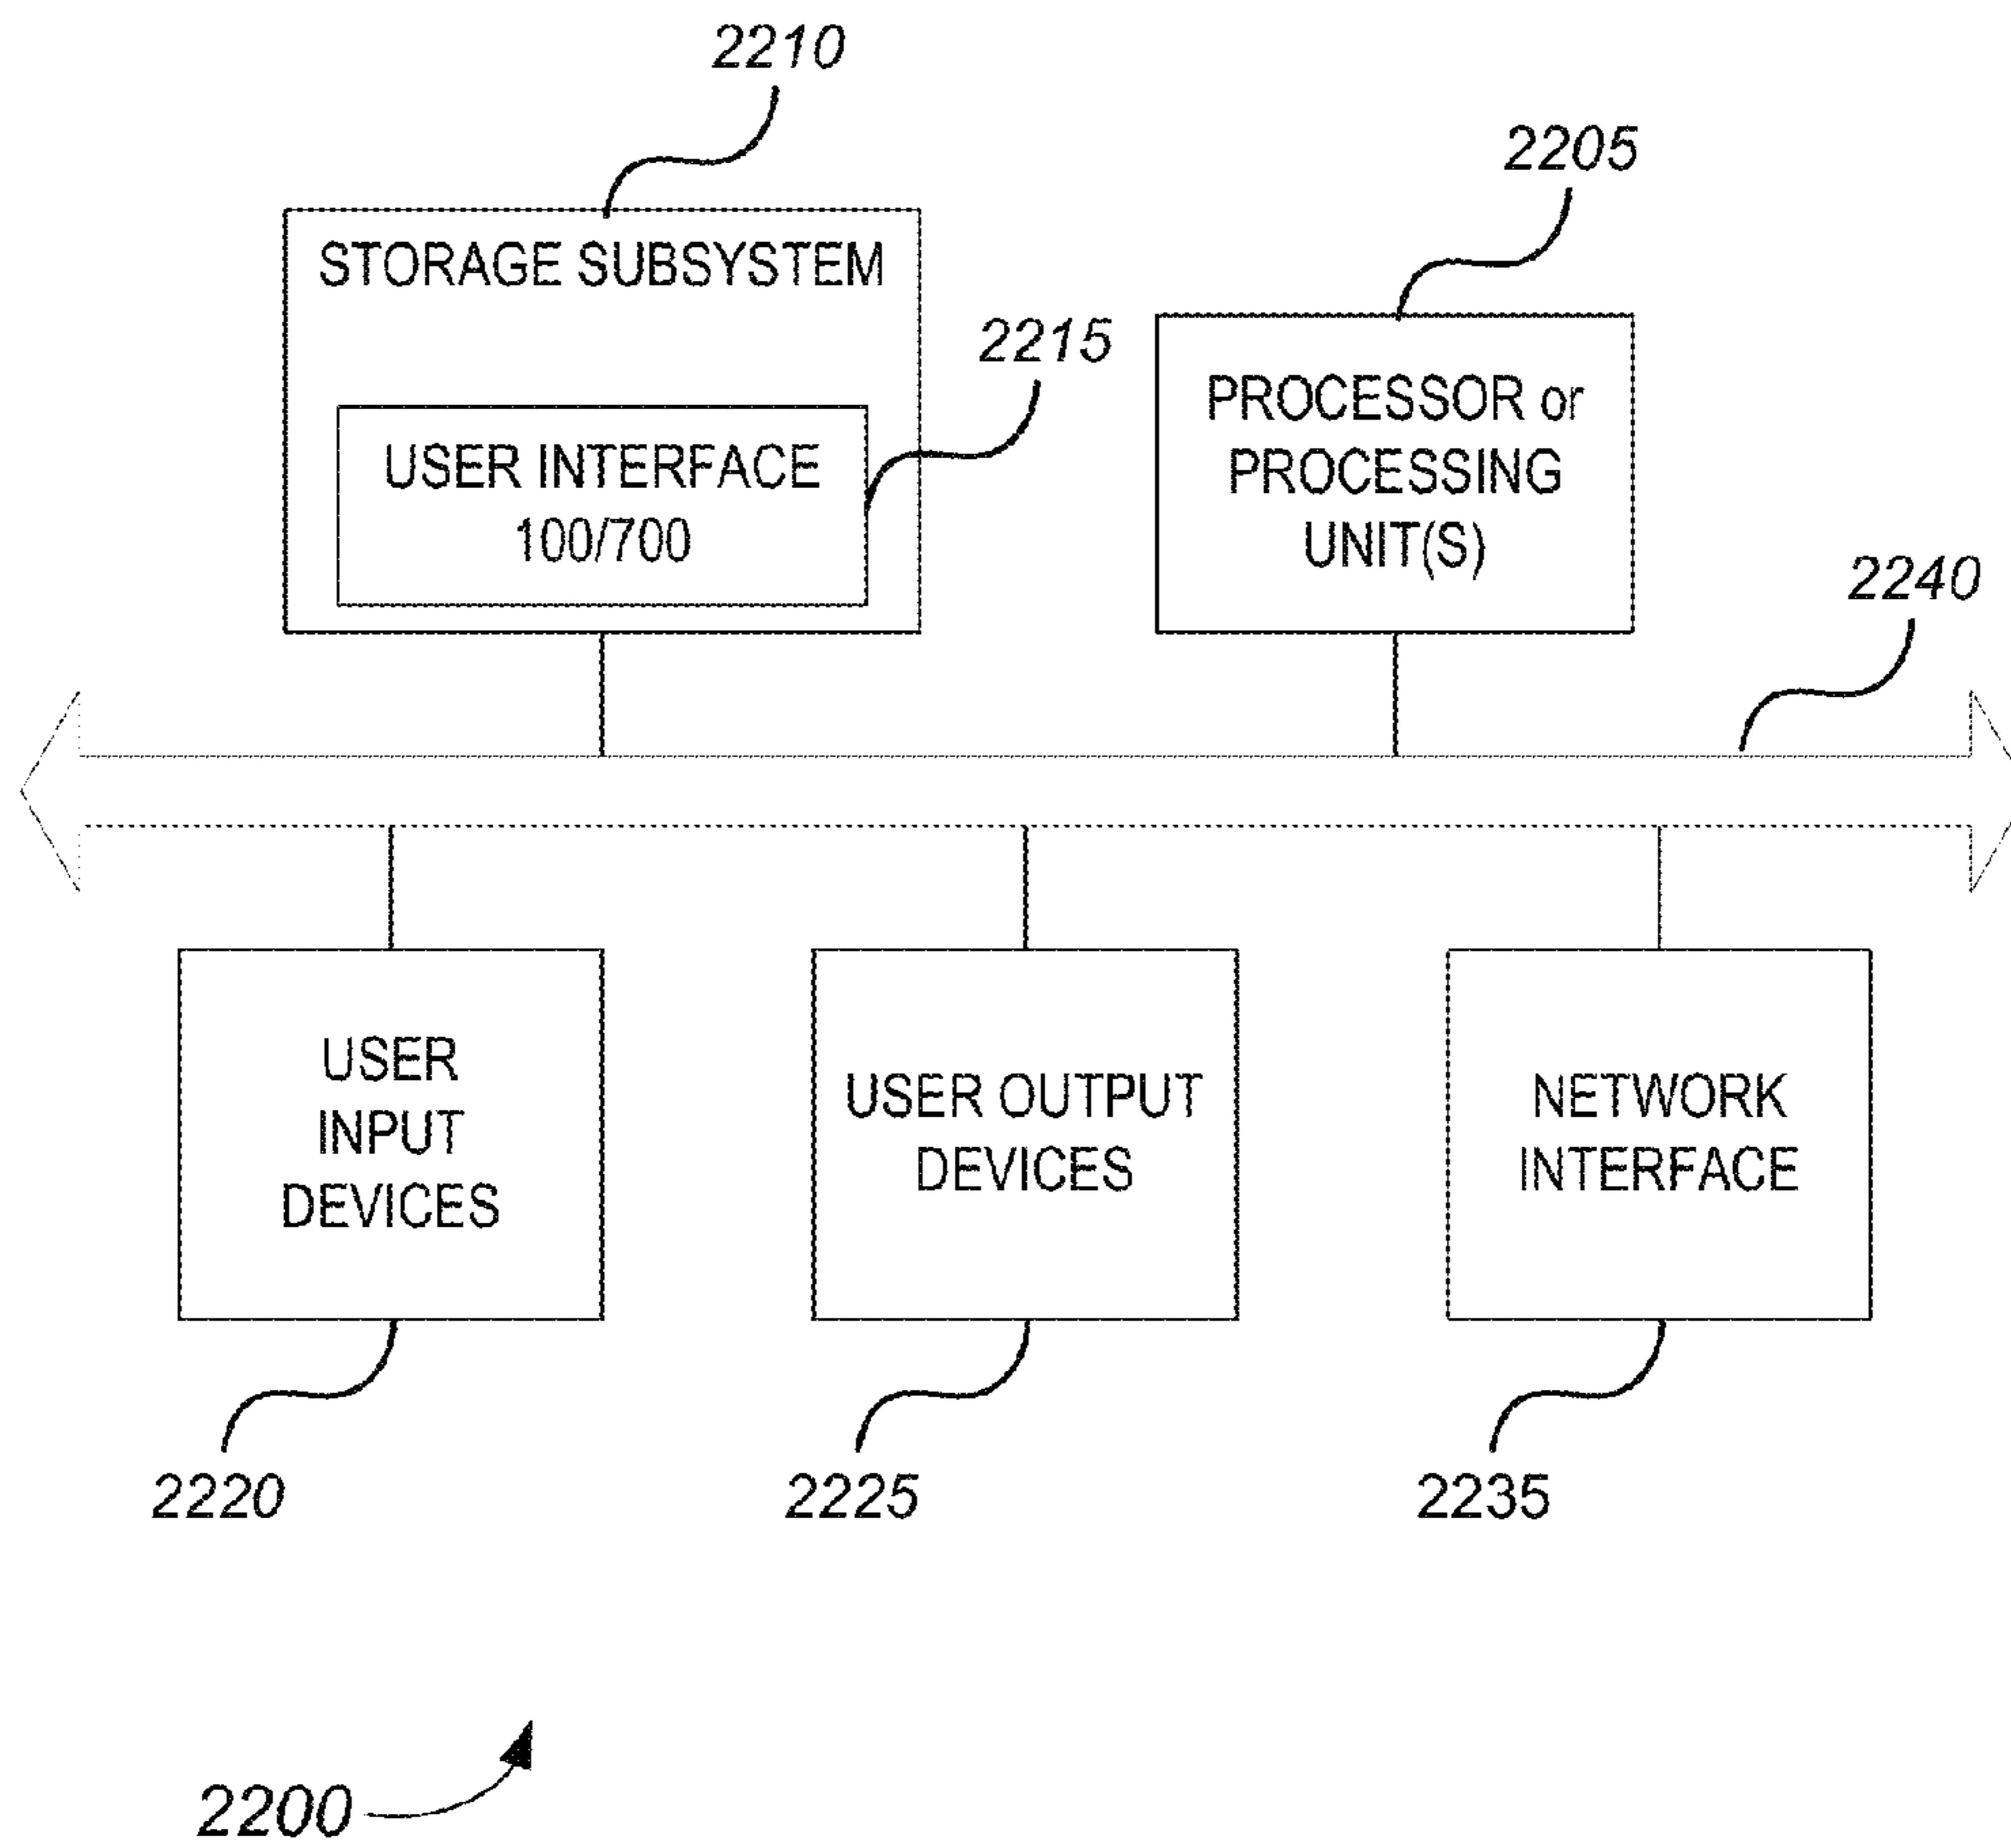 2210
2205
STORAGE SUBSYSTEM
2215
USER INTERFACE
100/700
PROCESSOR or
PROCESSING
UNIT(S)
2240
USER
INPUT
DEVICES
USER OUTPUT
DEVICES
NETWORK
INTERFACE
2220
2225
2235
2200